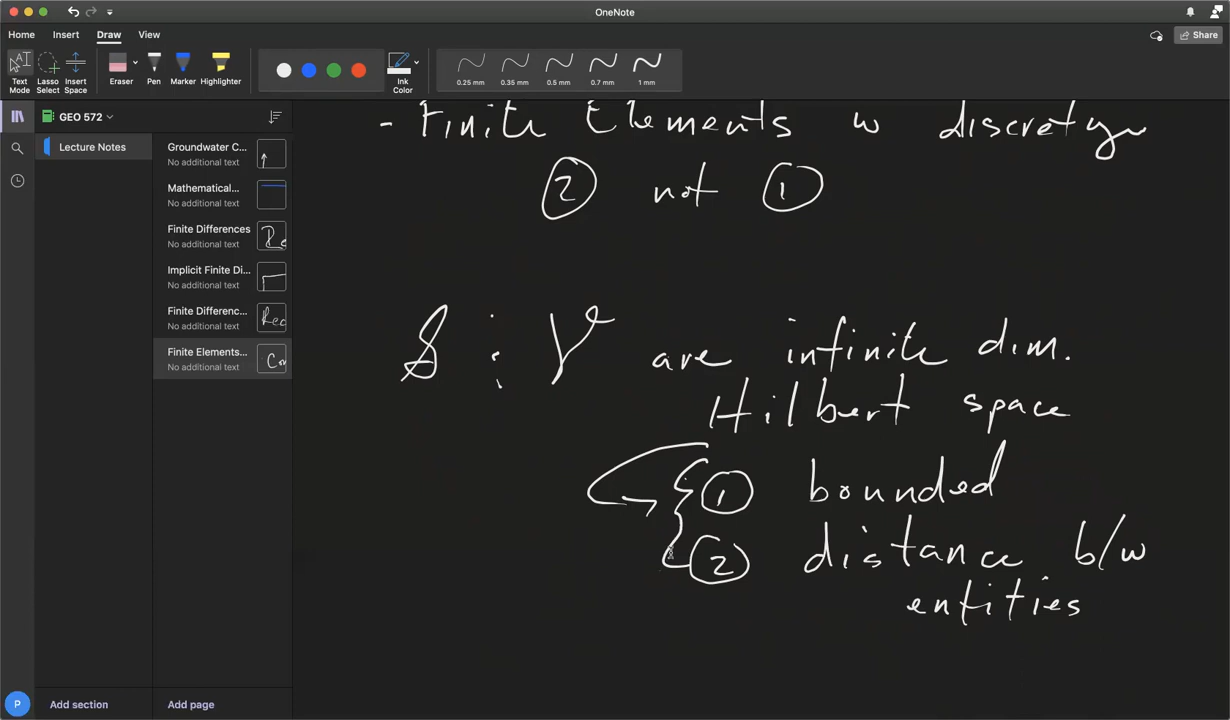 OneNote
Home Insert Draw View
Share
Text Mode
Lasso Select
Insert Space
Eraser
Pen
Marker
Highlighter
Ink Color
0.25 mm 0.35 mm 0.5 mm 0.7 mm 1 mm
GEO 572
Lecture Notes
Groundwater C...
No additional text
Mathematical...
No additional text
Finite Differences
No additional text
Implicit Finite Di...
No additional text
Finite Differenc...
No additional text
Finite Elements...
No additional text
Add section
Add page
P
- Finite Elements w
② not ①
S ; V are infinite dim.
Hilbert space
① bounded
② distance b/w
entities